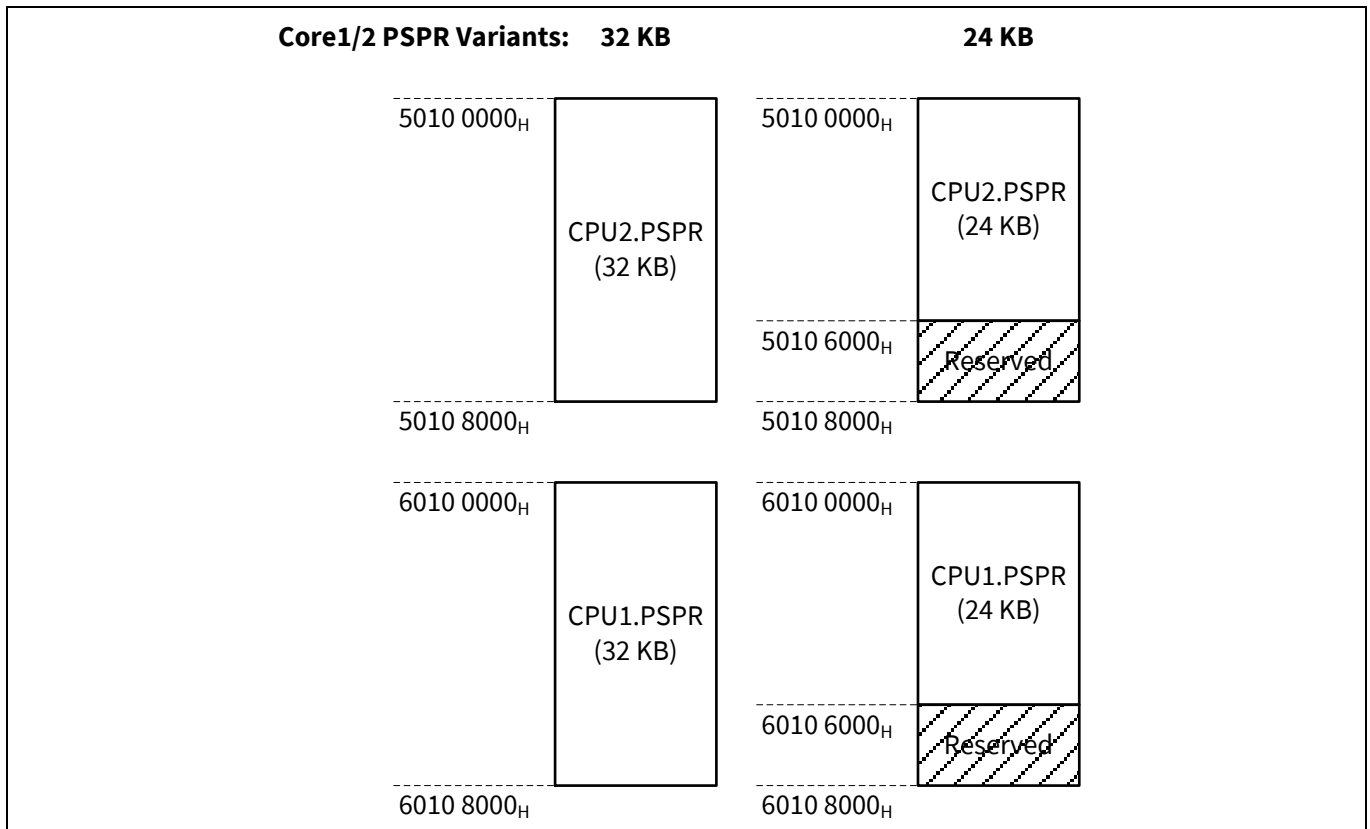 Core1/2 PSPR Variants: 32 KB 24 KB
5010 0000H 5010 0000H
CPU2.PSPR
(24 KB)
CPU2.PSPR
(32 KB)
5010 6000H
Reserved
5010 8000H 5010 8000H
6010 0000H 6010 0000H
CPU1.PSPR
(24 KB)
CPU1.PSPR
(32 KB)
6010 6000H
Reserved
6010 8000H 6010 8000H